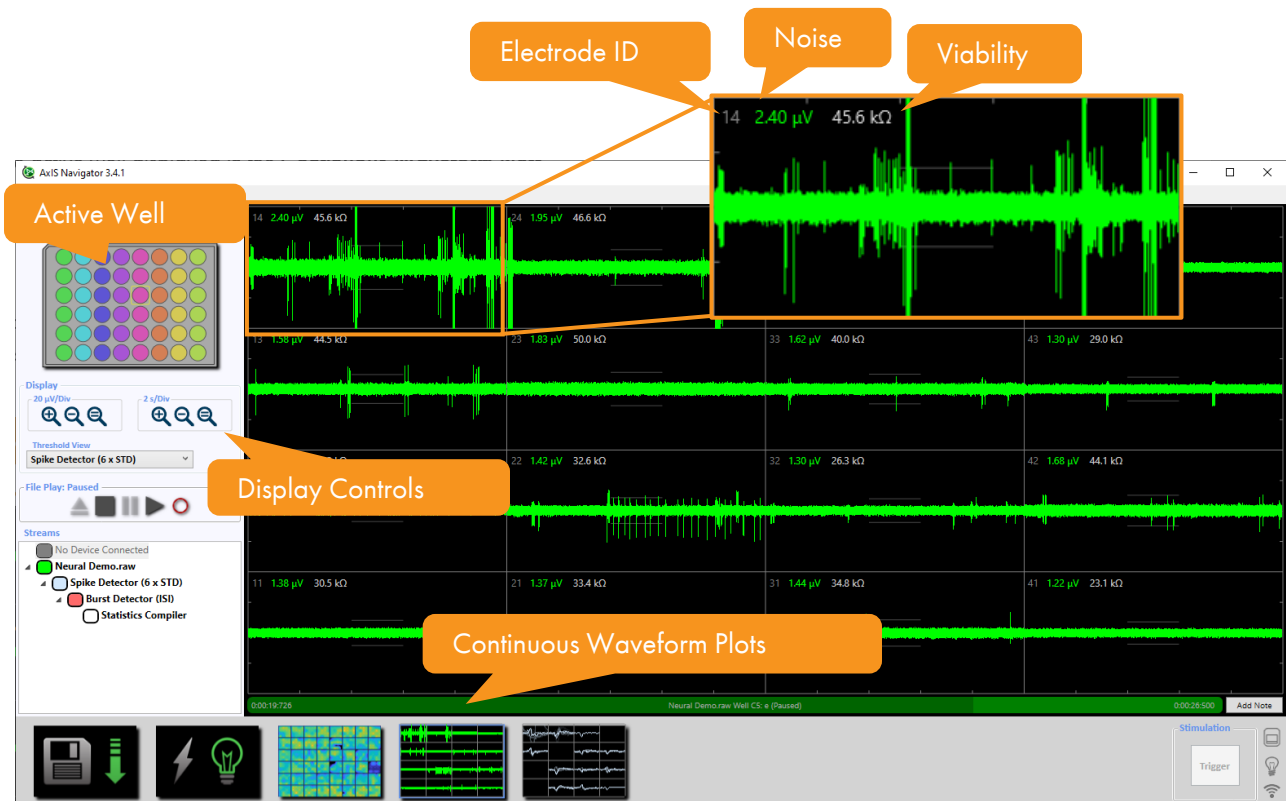 Electrode ID
Noise
Viability
14 2.40 µV 45.6 kΩ
AxIS Navigator 3.4.1
Active Well
14 2.40 µV 45.6 kΩ
24 1.95 µV 46.6 kΩ
13 1.58 µV 44.5 kΩ
23 1.83 µV 50.0 kΩ
33 1.62 µV 40.0 kΩ
43 1.30 µV 29.0 kΩ
Display
20 µV/Div
2 s/Div
Threshold View
Spike Detector (6 x STD)
22 1.42 µV 32.6 kΩ
32 1.30 µV 26.3 kΩ
42 1.68 µV 44.1 kΩ
Display Controls
File Play: Paused
Streams
No Device Connected
Neural Demo.raw
Spike Detector (6 x STD)
Burst Detector (ISI)
Statistics Compiler
11 1.38 µV 30.5 kΩ
21 1.37 µV 33.4 kΩ
31 1.44 µV 34.8 kΩ
41 1.22 µV 23.1 kΩ
Continuous Waveform Plots
0:00:19:726
Neural Demo.raw Well C5: e (Paused)
0:00:26:500
Add Note
Stimulation
Trigger